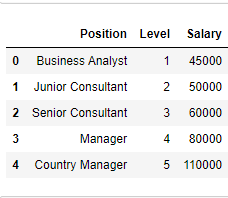 Position Level Salary
0 Business Analyst 1 45000
1 Junior Consultant 2 50000
2 Senior Consultant 3 60000
3 Manager 4 80000
4 Country Manager 5 110000